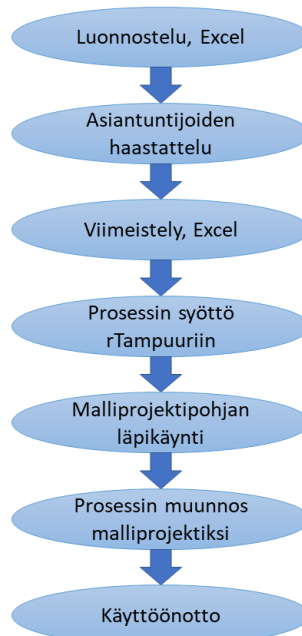 Luonnostelu, Excel
Asiantuntijoiden
haastattelu
Viimeistely, Excel
Prosessin syöttö
rTampuuriin
Malliprojektipohjan
läpikäynti
Prosessin muunnos
malliprojektiksi
Käyttöönotto